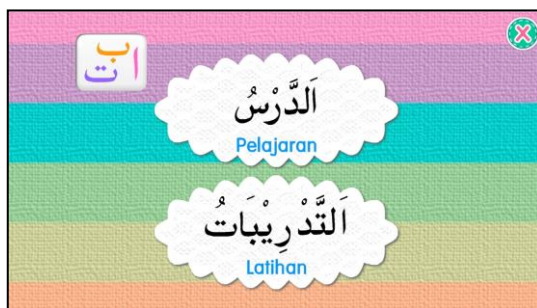 ب ا
ت
اَلدَّرْسُ
Pelajaran
اَلتَّدْرِيْبَاتُ
Latihan